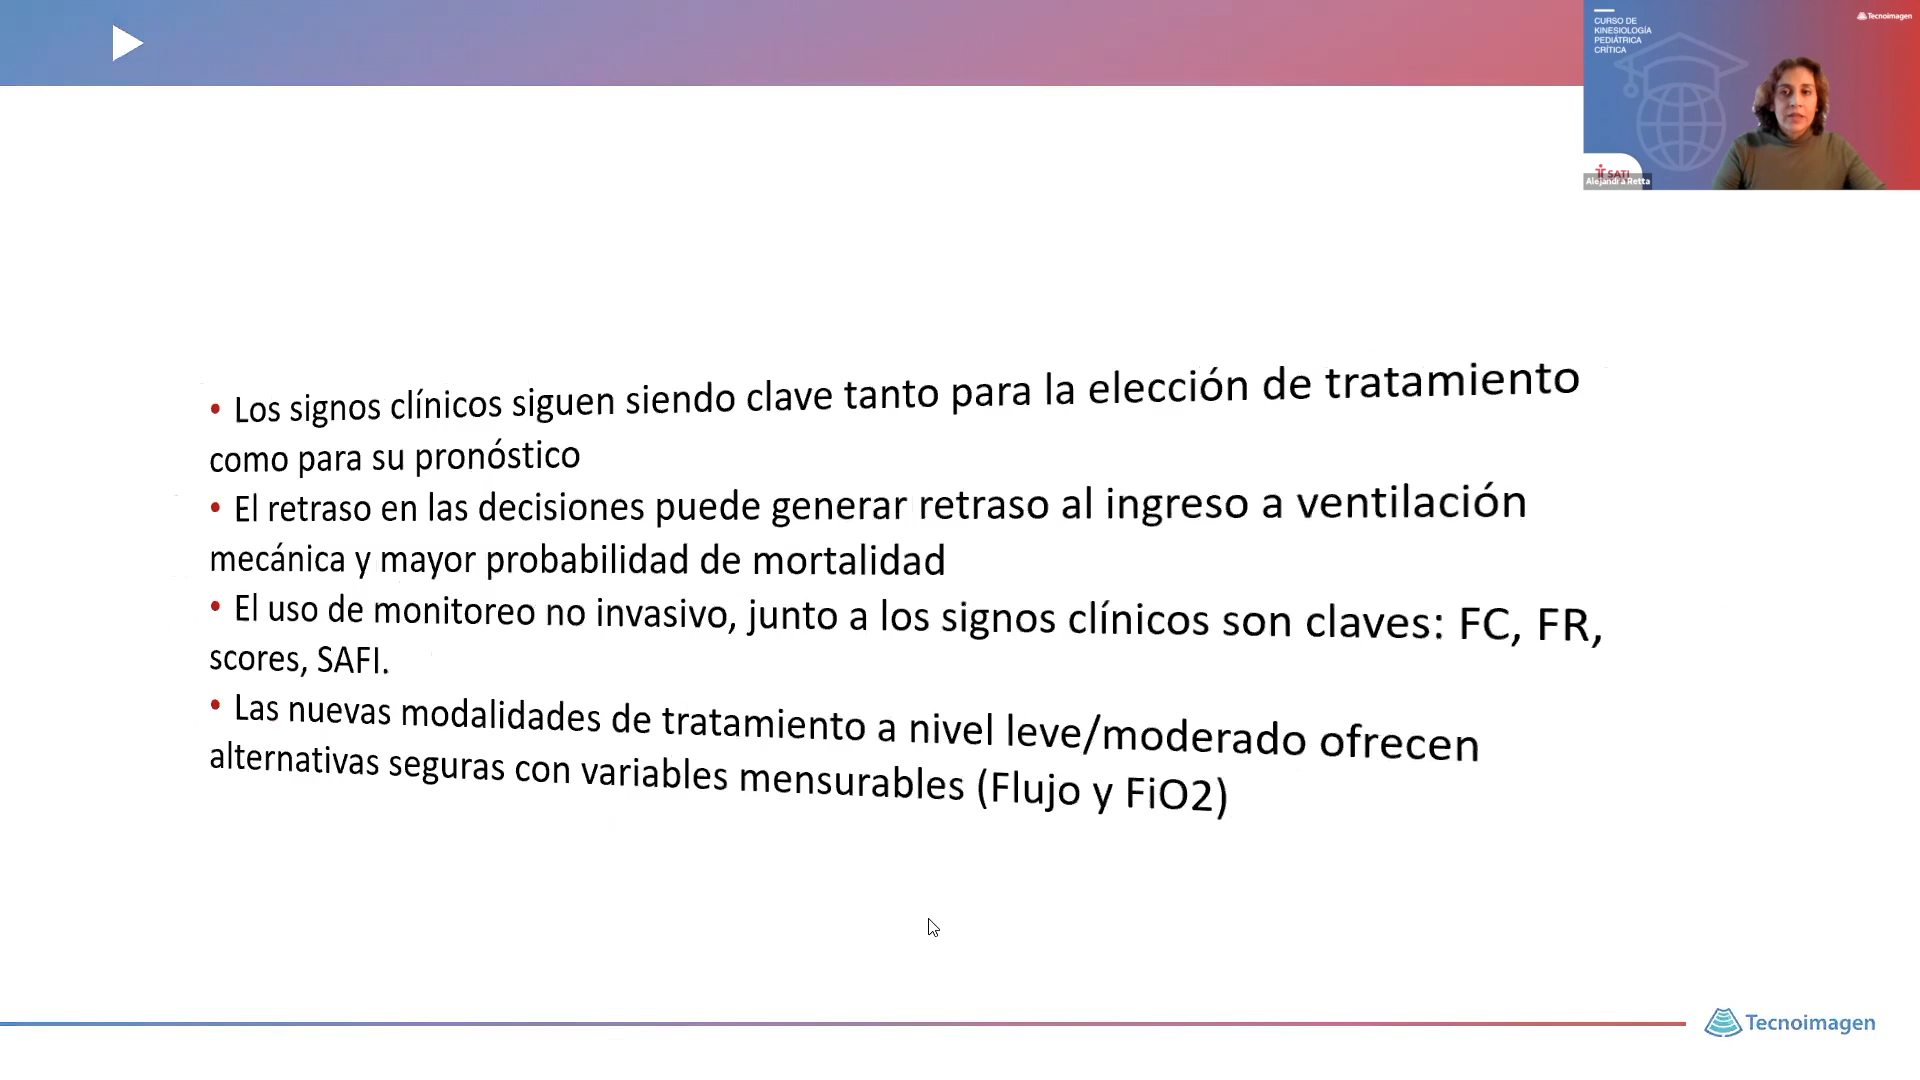 CURSO DE
KINESIOLOGÍA
PEDIÁTRICA
CRÍTICA
Tecnoimagen
SATI
Alejandra Retta
• Los signos clínicos siguen siendo clave tanto para la elección de tratamiento
como para su pronóstico
• El retraso en las decisiones puede generar retraso al ingreso a ventilación
mecánica y mayor probabilidad de mortalidad
• El uso de monitoreo no invasivo, junto a los signos clínicos son claves: FC, FR,
scores, SAFI.
• Las nuevas modalidades de tratamiento a nivel leve/moderado ofrecen
alternativas seguras con variables mensurables (Flujo y FiO2)
Tecnoimagen